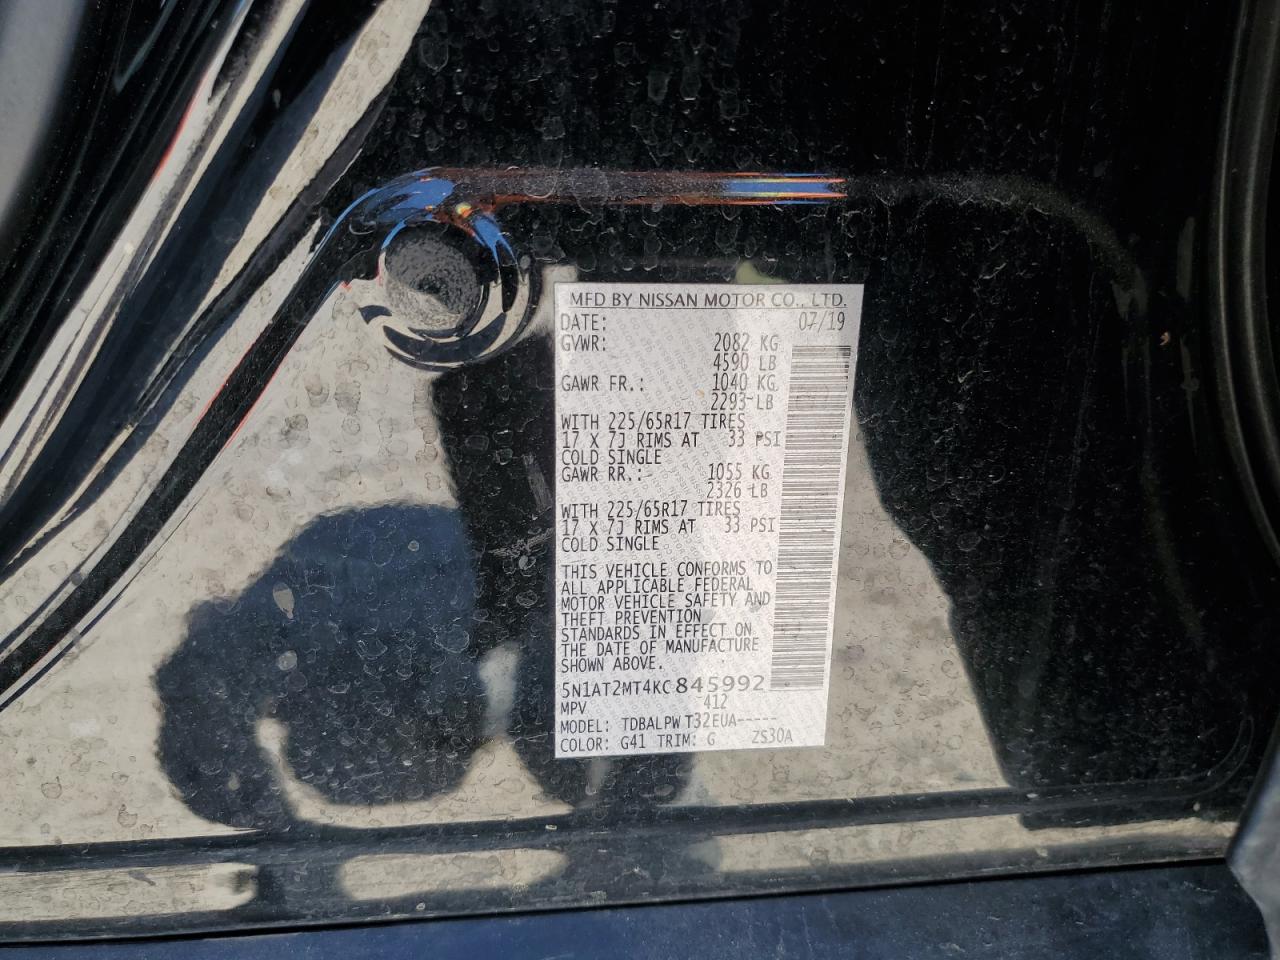 MFD BY NISSAN MOTOR CO., LTD.
DATE: 07/19
GVWR: 2082 KG
4590 LB
GAWR FR.: 1040 KG
2293 LB
WITH 225/65R17 TIRES
17 X 7J RIMS AT 33 PSI
COLD SINGLE
GAWR RR.: 1055 KG
2326 LB
WITH 225/65R17 TIRES
17 X 7J RIMS AT 33 PSI
COLD SINGLE
THIS VEHICLE CONFORMS TO
ALL APPLICABLE FEDERAL
MOTOR VEHICLE SAFETY AND
THEFT PREVENTION
STANDARDS IN EFFECT ON
THE DATE OF MANUFACTURE
SHOWN ABOVE.
5N1AT2MT4KC845992
MPV 412
MODEL: TDBALPW T32EUA-----
COLOR: G41 TRIM: G ZS30A